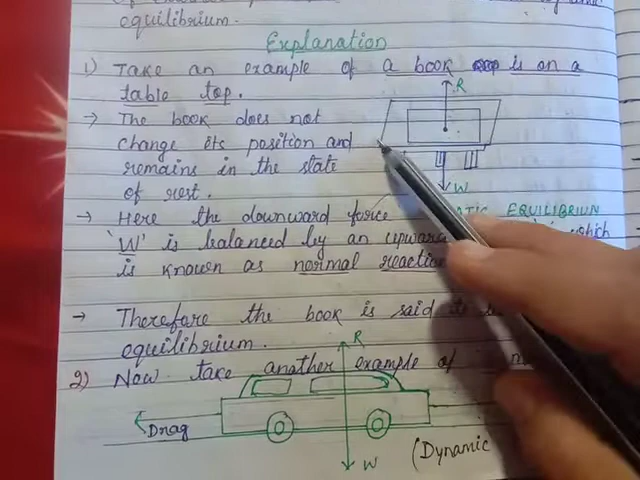 equilibrium.
Explanation
1) Take an example of a book is on a
table top.
R
→ The book does not
change its position and
remains in the state
of rest.
W
→ Here the downward force
EQUILIBRIUM
'W' is balanced by an upward which
is known as normal reaction
→ Therefore the book is said
equilibrium.
R
2) Now take another example of
Drag
W
(Dynamic